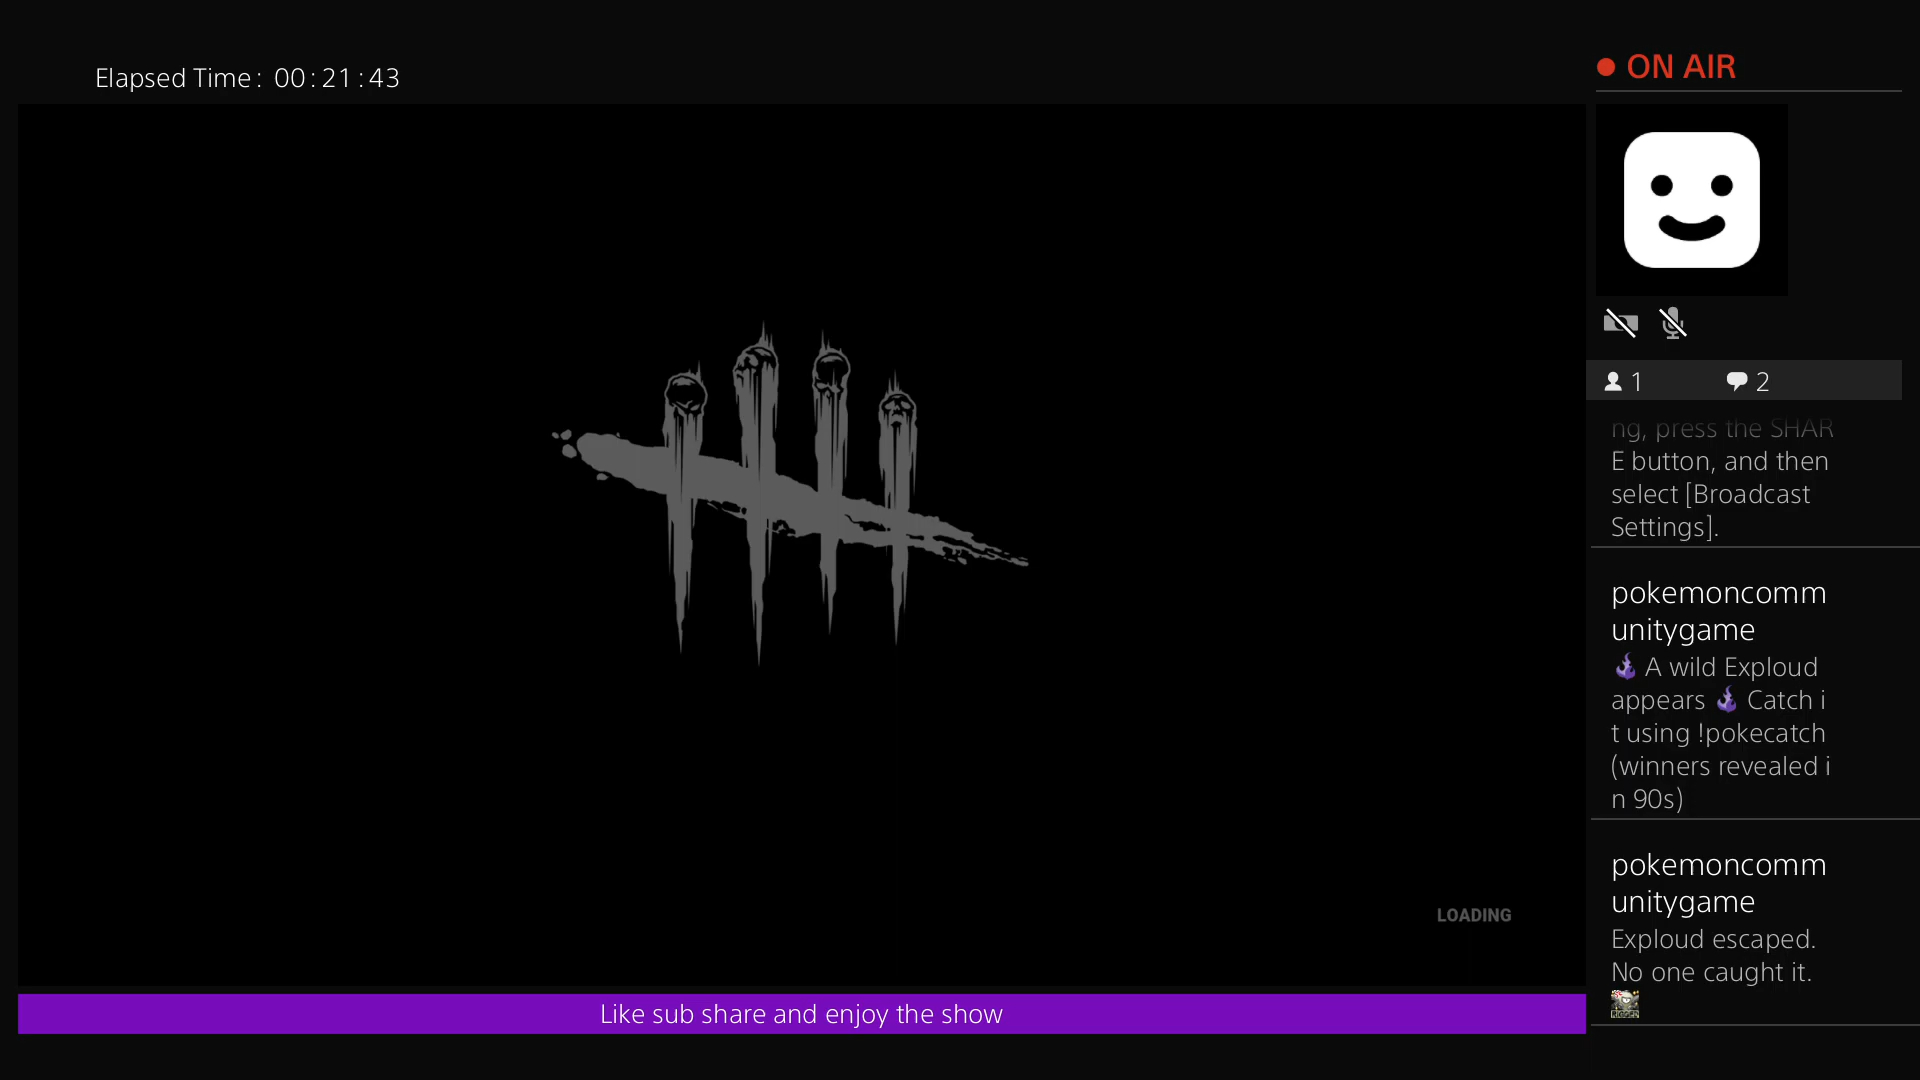 Elapsed Time: 00:21:43
ON AIR
1
2
ng, press the SHAR
E button, and then
select [Broadcast
Settings].
pokemoncomm
unitygame
A wild Exploud
appears Catch i
t using !pokecatch
(winners revealed i
n 90s)
pokemoncomm
unitygame
Exploud escaped.
No one caught it.
LOADING
Like sub share and enjoy the show